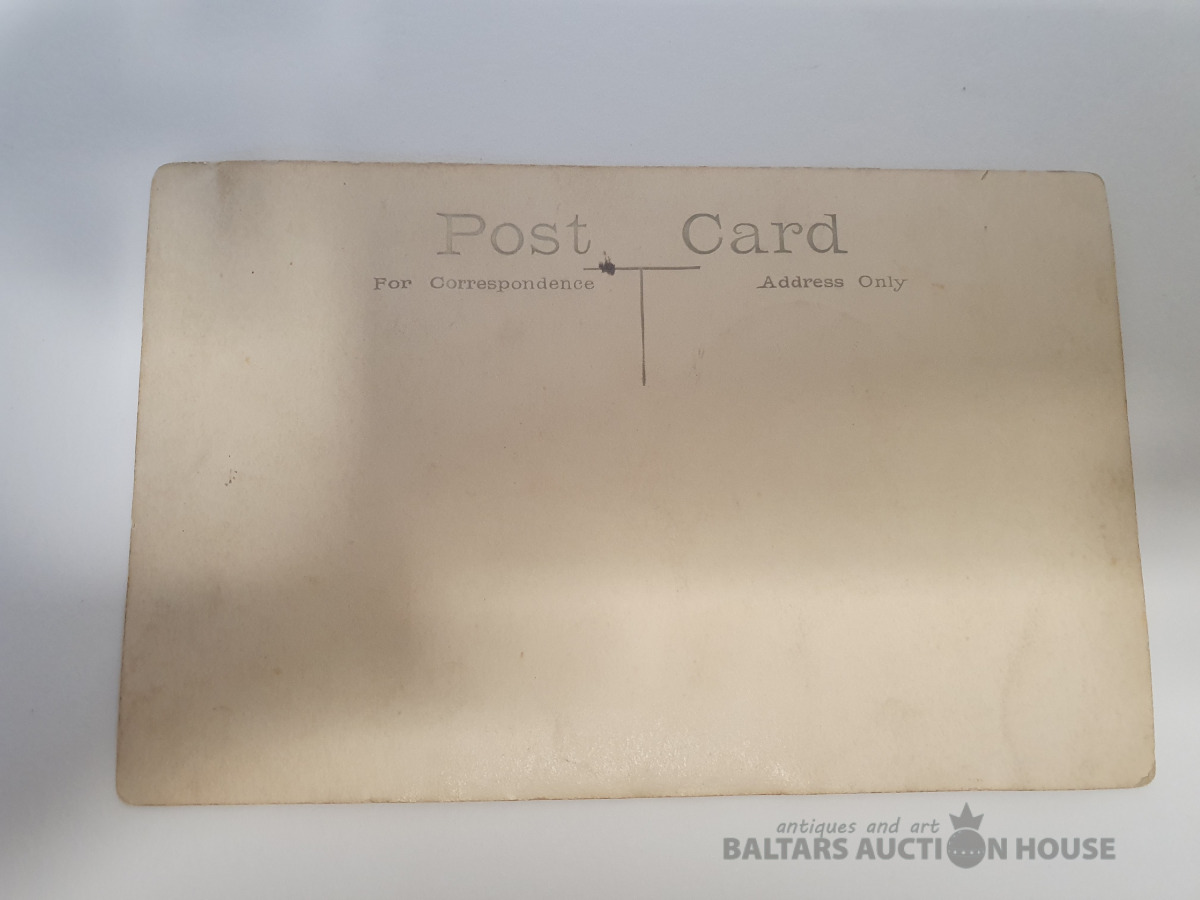 Post Card
For Correspondence Address Only
antiques and art
BALTARS AUCTION HOUSE